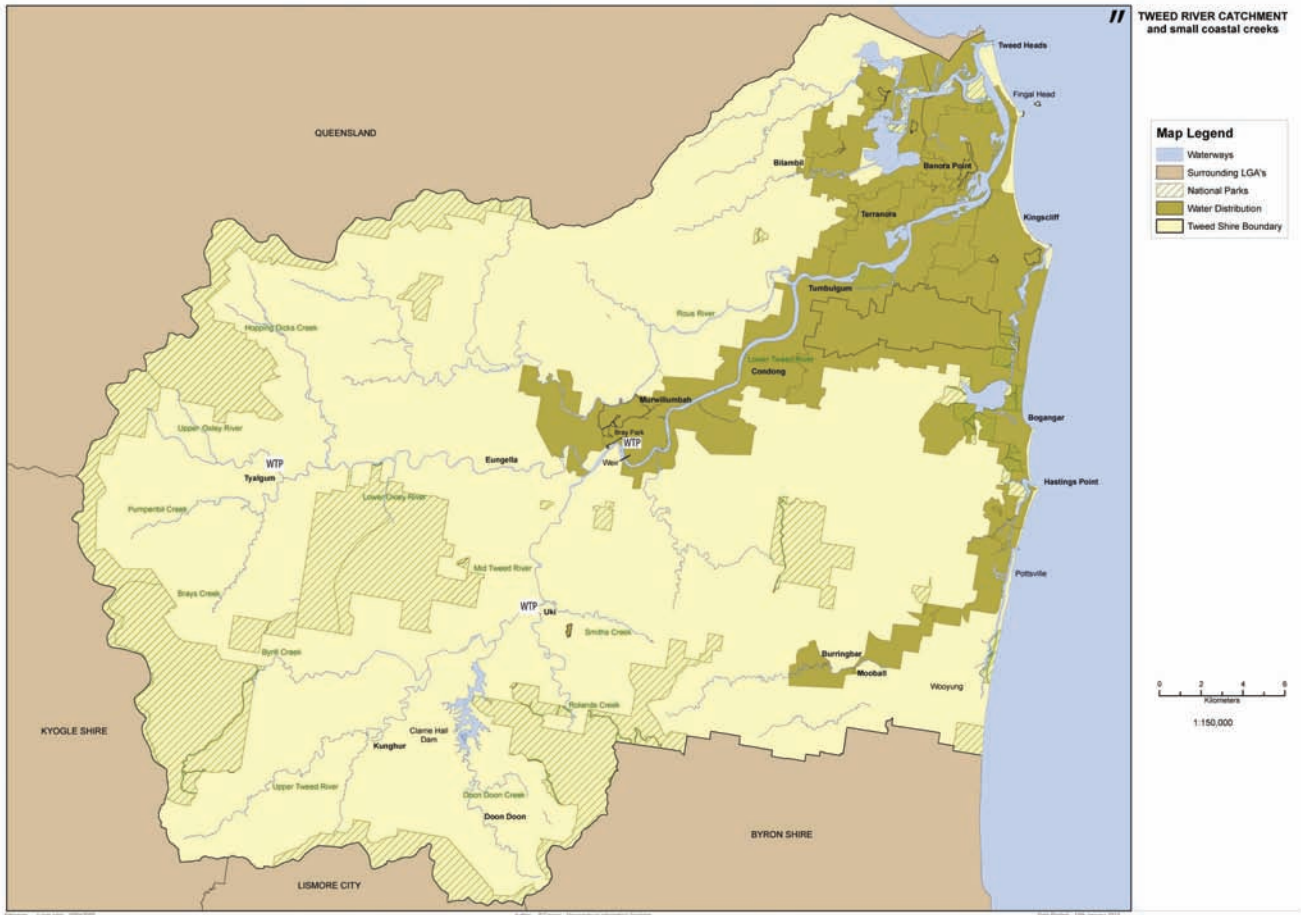 TWEED RIVER CATCHMENT
and small coastal creeks
Tweed Heads
Fingal Head
QUEENSLAND
Map Legend
Waterways
Surrounding LGA's
National Parks
Water Distribution
Tweed Shire Boundary
Bilambil
Banora Point
Terranora
Kingscliff
Tumbulgum
Rous River
Hopping Dicks Creek
Lower Tweed River
Condong
Murwillumbah
Bogangar
Upper Oxley River
Bray Park
WTP
Weir
Eungella
WTP
Tyalgum
Hastings Point
Lower Oxley River
Pumpenbil Creek
Mid Tweed River
Pottsville
Brays Creek
WTP
Uki
Smiths Creek
Byrill Creek
Burringbar
Mooball
Wooyung
0 2 4 6
Kilometers
1:150,000
Rolands Creek
KYOGLE SHIRE
Clarrie Hall
Dam
Kunghur
Upper Tweed River
Doon Doon Creek
Doon Doon
BYRON SHIRE
LISMORE CITY